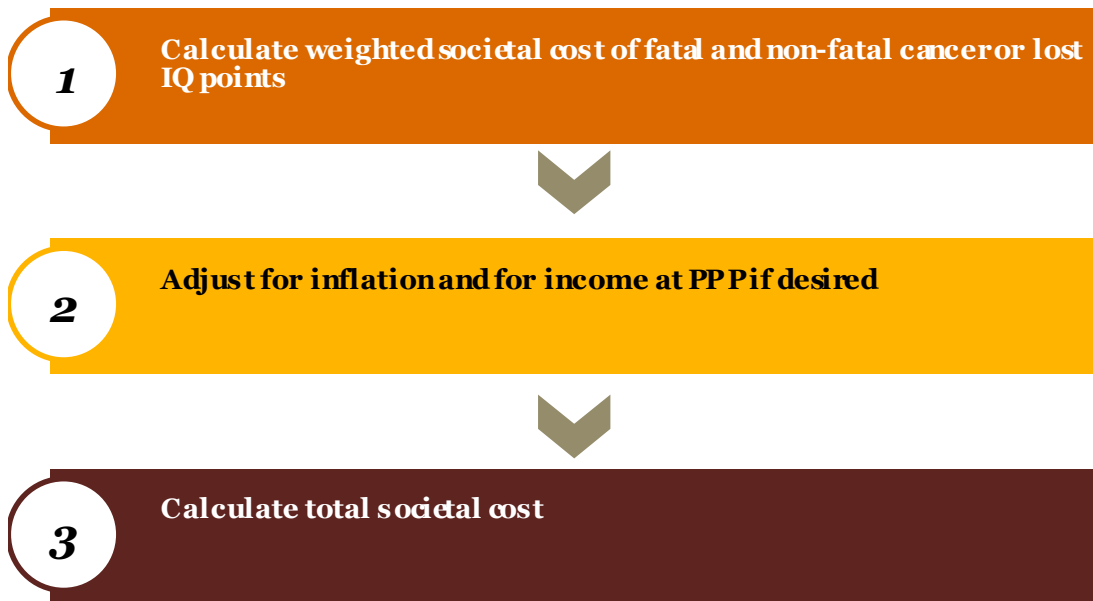 1
Calculate weighted societal cost of fatal and non-fatal cancer or lost
IQ points
2
Adjust for inflation and for income at PPP if desired
3
Calculate total societal cost